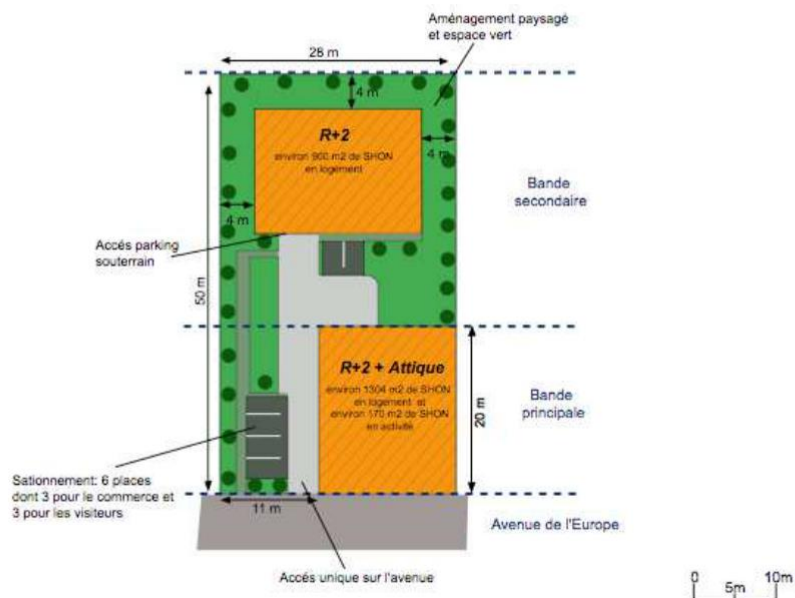 Aménagement paysagé
et espace vert
28 m
4 m
R+2
environ 900 m2 de SHON
en logement
4 m
4 m
Bande
secondaire
Accés parking
souterrain
50 m
R+2 + Attique
environ 1304 m2 de SHON
en logement et
environ 170 m2 de SHON
en activité
20 m
Bande
principale
Sationnement: 6 places
dont 3 pour le commerce et
3 pour les visiteurs
11 m
Avenue de l'Europe
Accés unique sur l'avenue
0
5m
10m